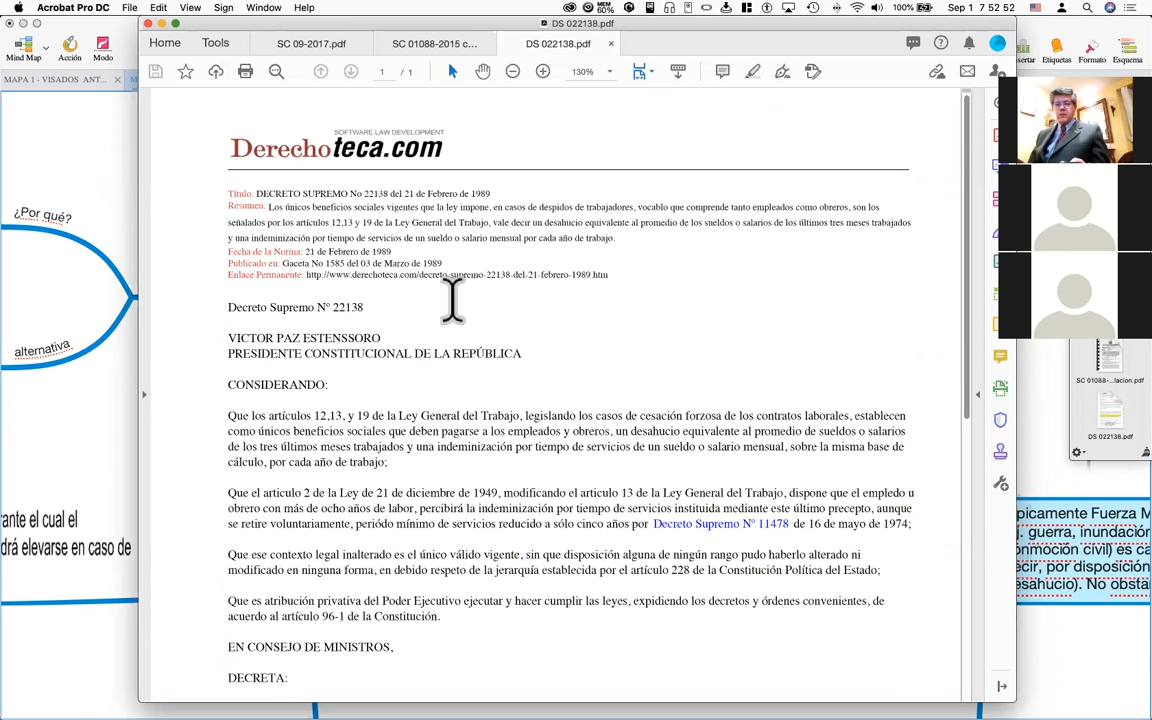 Acrobat Pro DC File Edit View Sign Window Help
MEM 60%
100% Sep 1 7 52 52
DS 022138.pdf
Home Tools SC 09-2017.pdf SC 01088-2015 c... DS 022138.pdf ×
1 / 1 130%
Mind Map Acción Modo
Etiquetas Formato Esquema
MAPA 1 - VISADOS ANT...
¿Por qué?
alternativa
rante el cual el
drá elevarse en caso de
SOFTWARE LAW DEVELOPMENT
Derechoteca.com
Título: DECRETO SUPREMO No 22138 del 21 de Febrero de 1989
Resumen: Los únicos beneficios sociales vigentes que la ley impone, en casos de despidos de trabajadores, vocablo que comprende tanto empleados como obreros, son los
señalados por los artículos 12,13 y 19 de la Ley General del Trabajo, vale decir un desahucio equivalente al promedio de los sueldos o salarios de los últimos tres meses trabajados
y una indeminización por tiempo de servicios de un sueldo o salario mensual por cada año de trabajo.
Fecha de la Norma: 21 de Febrero de 1989
Publicado en: Gaceta No 1585 del 03 de Marzo de 1989
Enlace Permanente: http://www.derechoteca.com/decreto-supremo-22138-del-21-febrero-1989.htm
Decreto Supremo Nº 22138
VICTOR PAZ ESTENSSORO
PRESIDENTE CONSTITUCIONAL DE LA REPÚBLICA
CONSIDERANDO:
Que los artículos 12,13, y 19 de la Ley General del Trabajo, legislando los casos de cesación forzosa de los contratos laborales, establecen
como únicos beneficios sociales que deben pagarse a los empleados y obreros, un desahucio equivalente al promedio de sueldos o salarios
de los tres últimos meses trabajados y una indeminización por tiempo de servicios de un sueldo o salario mensual, sobre la misma base de
cálculo, por cada año de trabajo;
Que el articulo 2 de la Ley de 21 de diciembre de 1949, modificando el articulo 13 de la Ley General del Trabajo, dispone que el empledo u
obrero con más de ocho años de labor, percibirá la indeminización por tiempo de servicios instituida mediante este último precepto, aunque
se retire voluntariamente, periódo mínimo de servicios reducido a sólo cinco años por Decreto Supremo Nº 11478 de 16 de mayo de 1974;
Que ese contexto legal inalterado es el único válido vigente, sin que disposición alguna de ningún rango pudo haberlo alterado ni
modificado en ninguna forma, en debido respeto de la jerarquía establecida por el artículo 228 de la Constitución Política del Estado;
Que es atribución privativa del Poder Ejecutivo ejecutar y hacer cumplir las leyes, expidiendo los decretos y órdenes convenientes, de
acuerdo al artículo 96-1 de la Constitución.
EN CONSEJO DE MINISTROS,
DECRETA:
SC 01088-...lacion.pdf
DS 022138.pdf
picamente Fuerza M
j. guerra, inundación
onmoción civil) es ca
ecir, por disposición
esahucio). No obsta